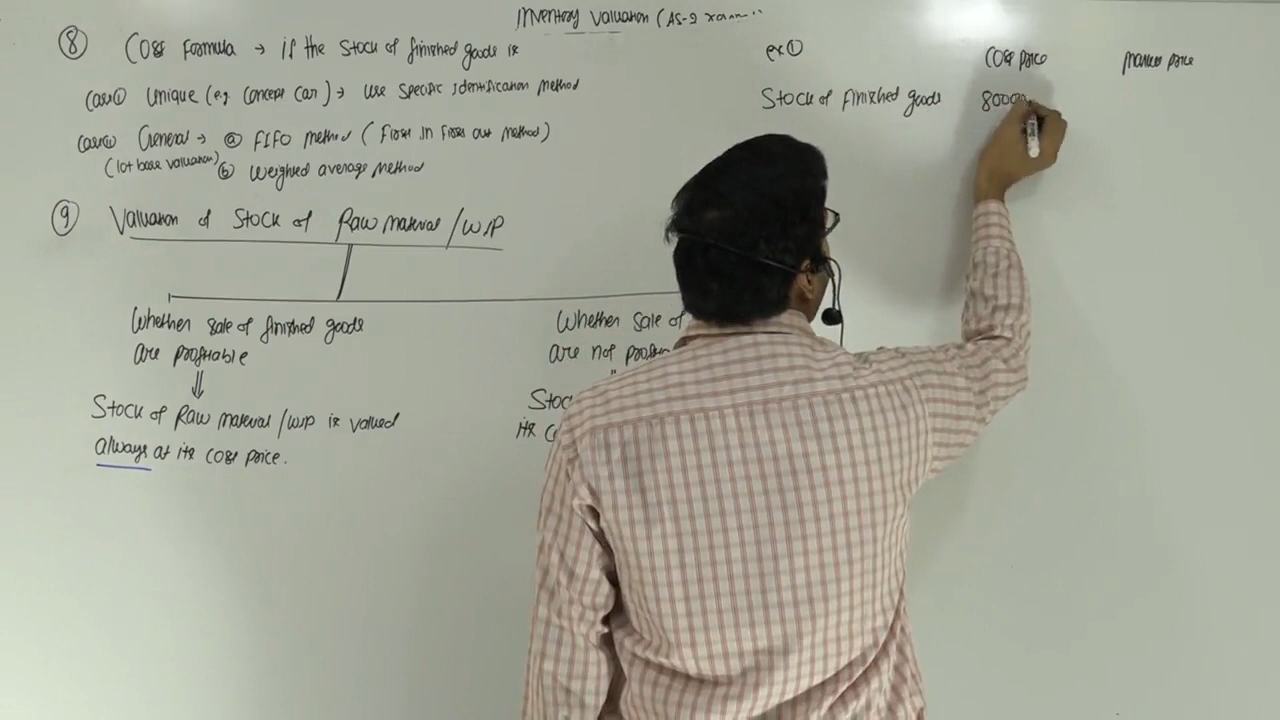 Inventory Valuation (AS-2
⑧ Cost Formula → if the Stock of finished goods is
Case① Unique (e.g. Concept Car) → Use Specific Identification Method
Case② General → ⓐ FIFO method (First In First Out Method)
(lot base valuation) ⓑ Weighted average Method
⑨ Valuation of Stock of Raw Material / WIP
Whether Sale of finished goods
are profitable
Stock of Raw Material / WIP is valued
always at its Cost Price.
Whether Sale of
are not
ex①
Cost Price Market Price
Stock of Finished goods